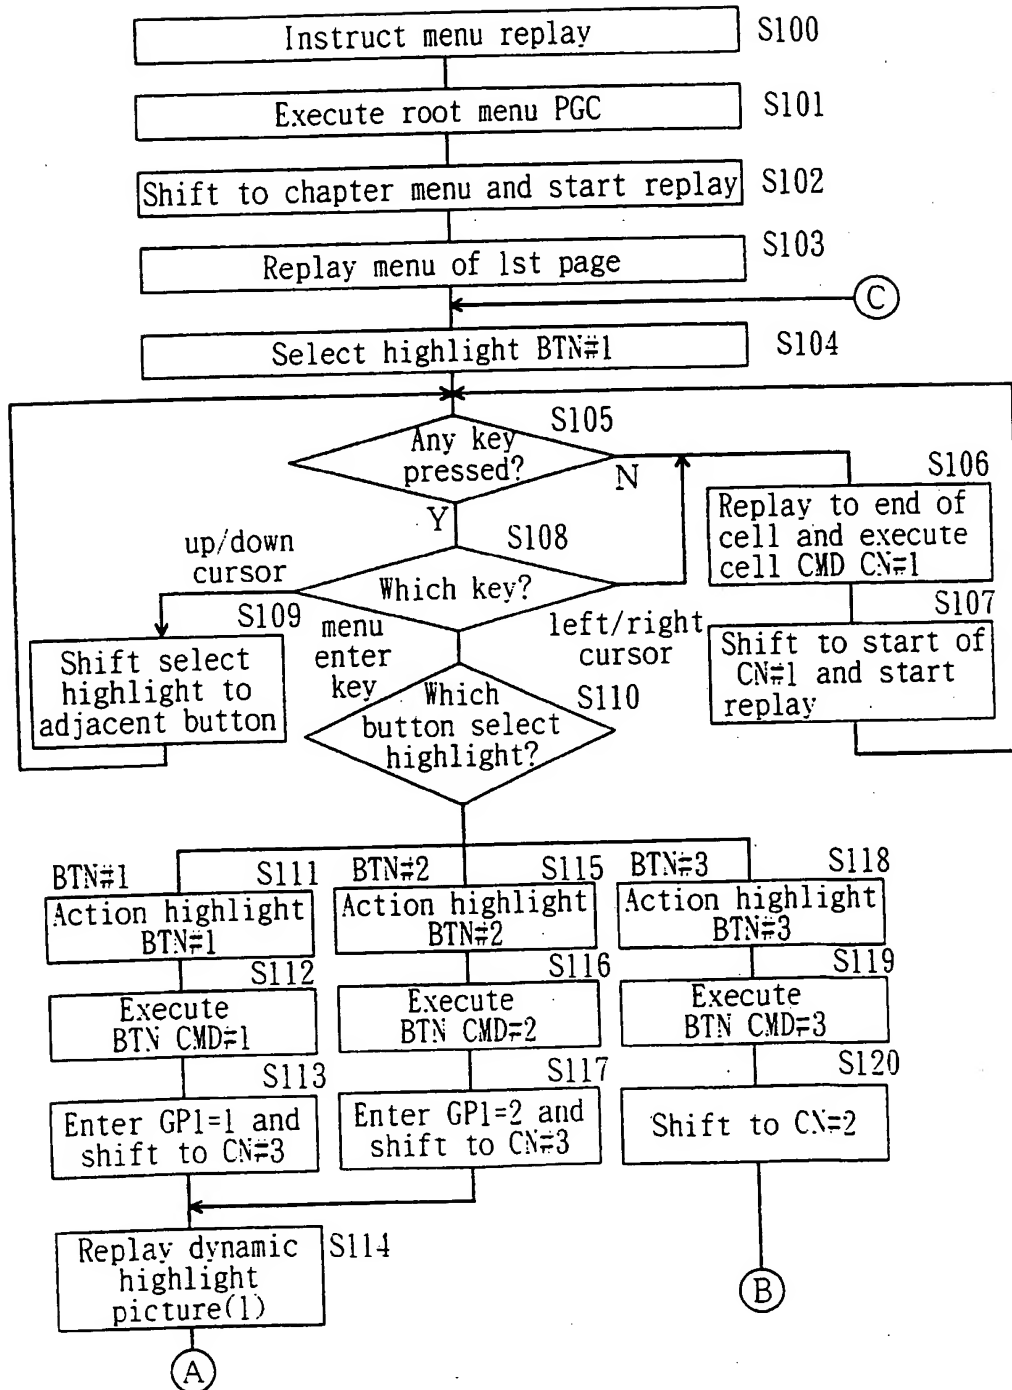 Instruct menu replay
S100
Execute root menu PGC
S101
Shift to chapter menu and start replay
S102
S103
Replay menu of 1st page
C
Select highlight BTN#1
S104
S105
Any key
pressed?
N
Y
S106
Replay to end of
cell and execute
cell CMD CN#1
up/down
cursor
S108
Which key?
S109
menu
enter
key
left/right
cursor
S107
Shift to start of
CN#1 and start
replay
Shift select
highlight to
adjacent button
S110
Which
button select
highlight?
BTN#1
S111
Action highlight
BTN#1
S112
Execute
BTN CMD#1
S113
Enter GP1=1 and
shift to CN#3
BTN#2
S115
Action highlight
BTN#2
S116
Execute
BTN CMD#2
S117
Enter GP1=2 and
shift to CN#3
BTN#3
S118
Action highlight
BTN#3
S119
Execute
BTN CMD#3
S120
Shift to CN#2
S114
Replay dynamic
highlight
picture(1)
B
A